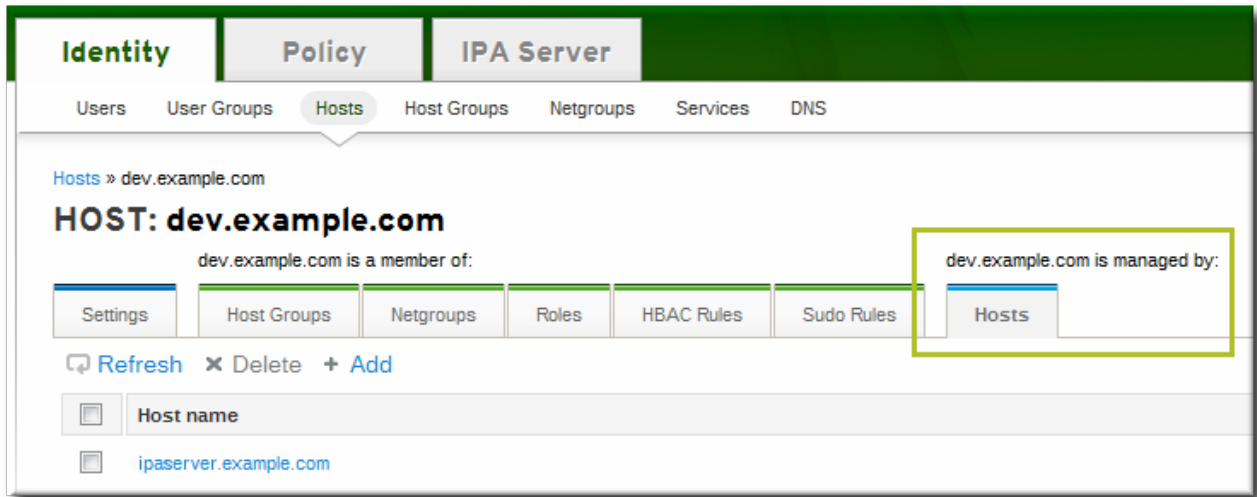 Identity Policy IPA Server
Users User Groups Hosts Host Groups Netgroups Services DNS
Hosts » dev.example.com
HOST: dev.example.com
dev.example.com is a member of: dev.example.com is managed by:
Settings Host Groups Netgroups Roles HBAC Rules Sudo Rules Hosts
Refresh Delete + Add
Host name
ipaserver.example.com